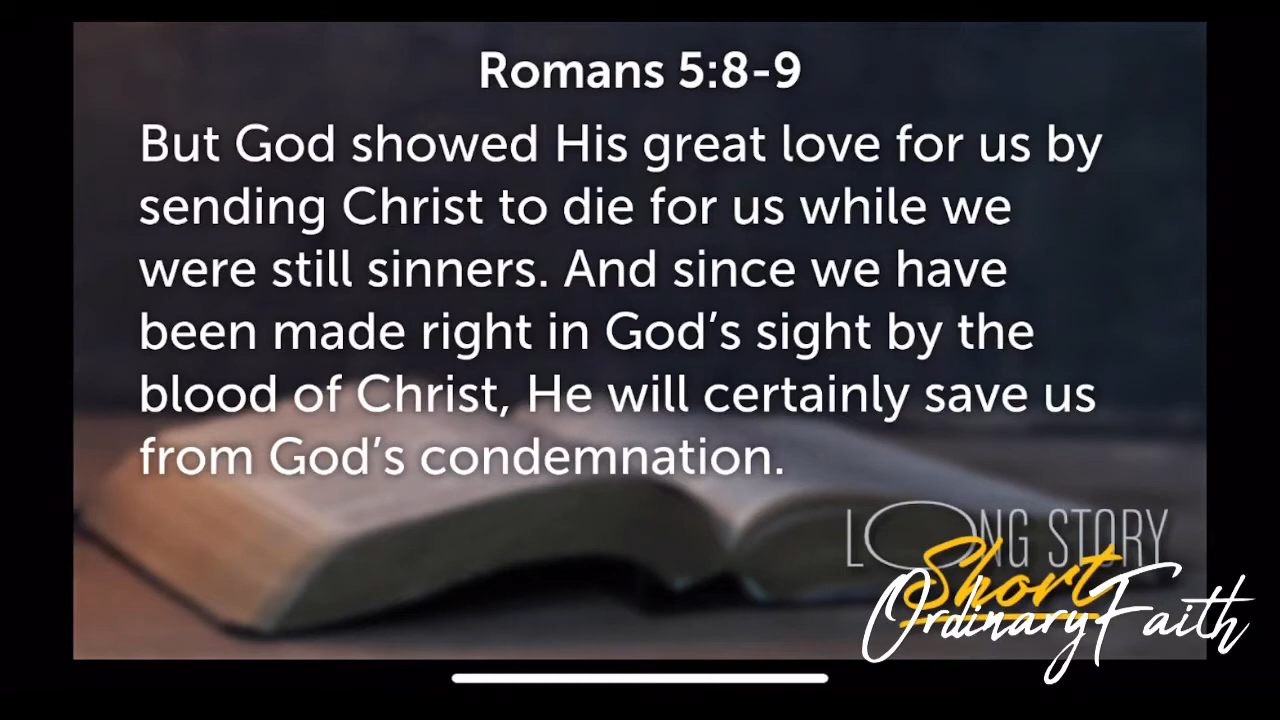 Romans 5:8-9
But God showed His great love for us by
sending Christ to die for us while we
were still sinners. And since we have
been made right in God’s sight by the
blood of Christ, He will certainly save us
from God’s condemnation.
LONG STORY
Short
OrdinaryFaith